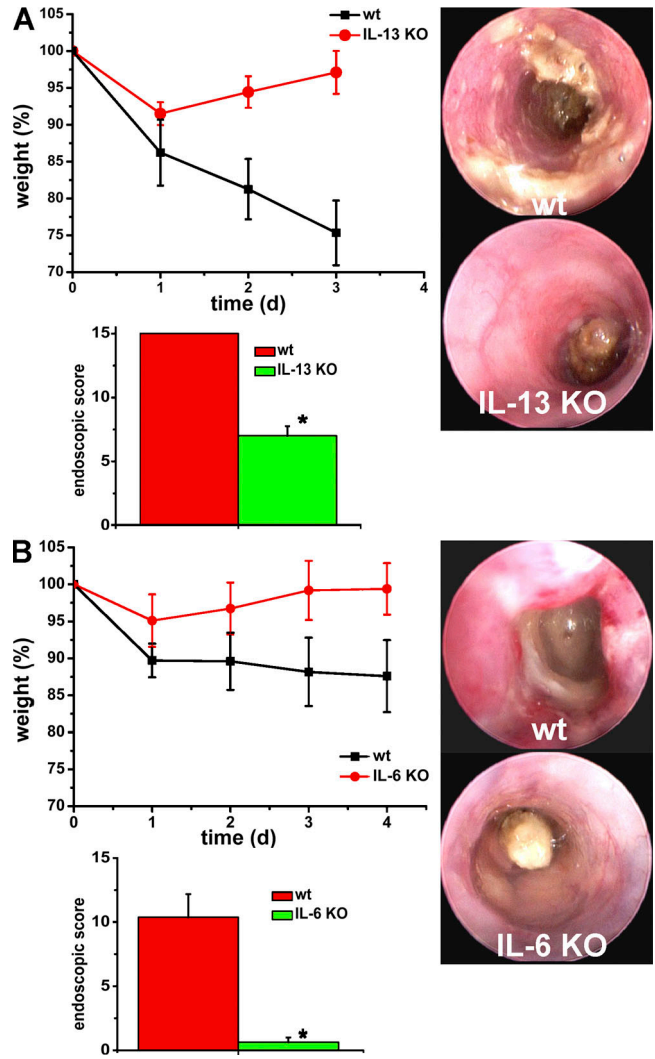 A
wt
IL-13 KO
105
100
95
90
85
80
75
70
weight (%)
0 1 2 3 4
time (d)
wt
IL-13 KO
15
10
5
0
endoscopic score
wt
IL-13 KO
*
B
105
100
95
90
85
80
75
70
weight (%)
wt
IL-6 KO
0 1 2 3 4
time (d)
wt
IL-6 KO
15
10
5
0
endoscopic score
wt
IL-6 KO
*